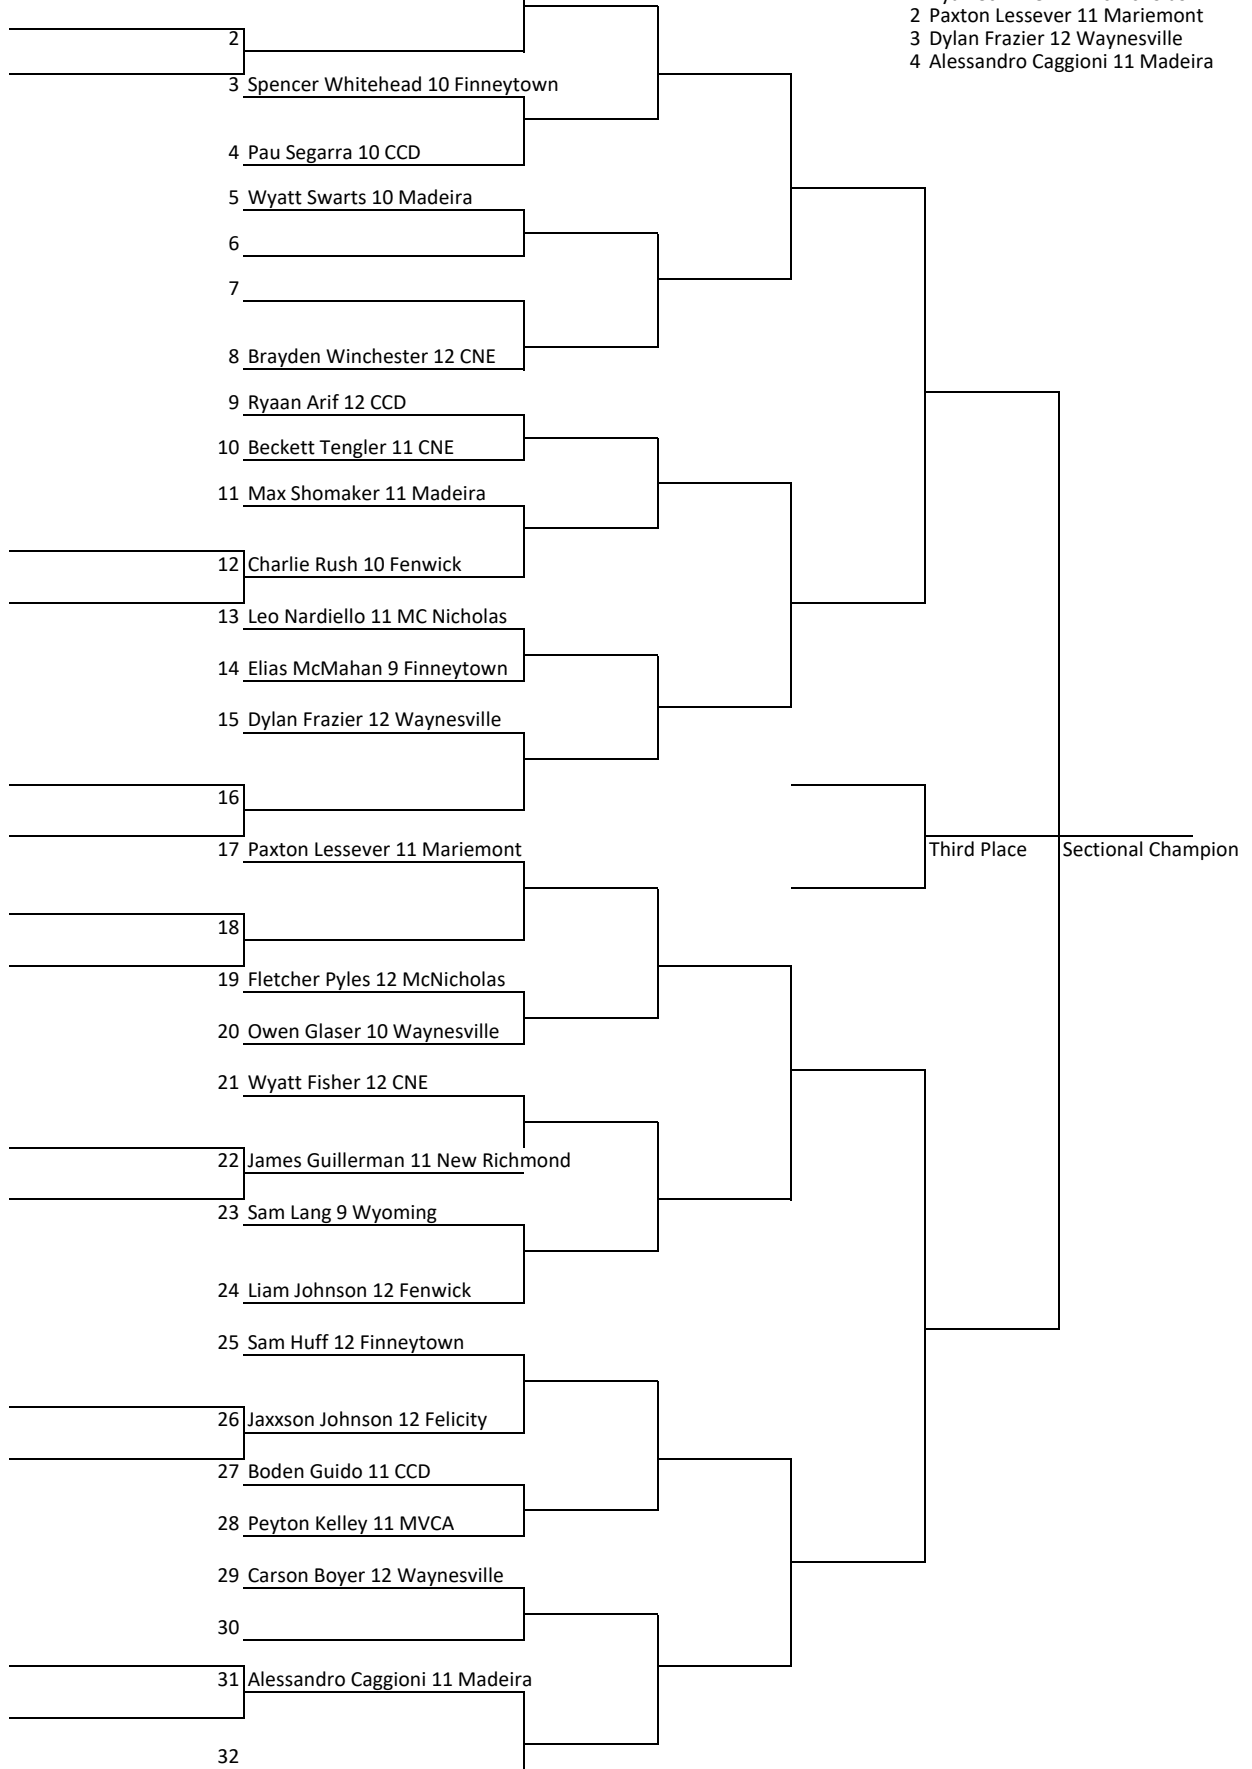 2 Paxton Lessever 11 Mariemont
3 Dylan Frazier 12 Waynesville
4 Alessandro Caggioni 11 Madeira
2
3 Spencer Whitehead 10 Finneytown
4 Pau Segarra 10 CCD
5 Wyatt Swarts 10 Madeira
6
7
8 Brayden Winchester 12 CNE
9 Ryaan Arif 12 CCD
10 Beckett Tengler 11 CNE
11 Max Shomaker 11 Madeira
12 Charlie Rush 10 Fenwick
13 Leo Nardiello 11 MC Nicholas
14 Elias McMahan 9 Finneytown
15 Dylan Frazier 12 Waynesville
16
17 Paxton Lessever 11 Mariemont
Third Place
Sectional Champion
18
19 Fletcher Pyles 12 McNicholas
20 Owen Glaser 10 Waynesville
21 Wyatt Fisher 12 CNE
22 James Guillerman 11 New Richmond
23 Sam Lang 9 Wyoming
24 Liam Johnson 12 Fenwick
25 Sam Huff 12 Finneytown
26 Jaxxson Johnson 12 Felicity
27 Boden Guido 11 CCD
28 Peyton Kelley 11 MVCA
29 Carson Boyer 12 Waynesville
30
31 Alessandro Caggioni 11 Madeira
32